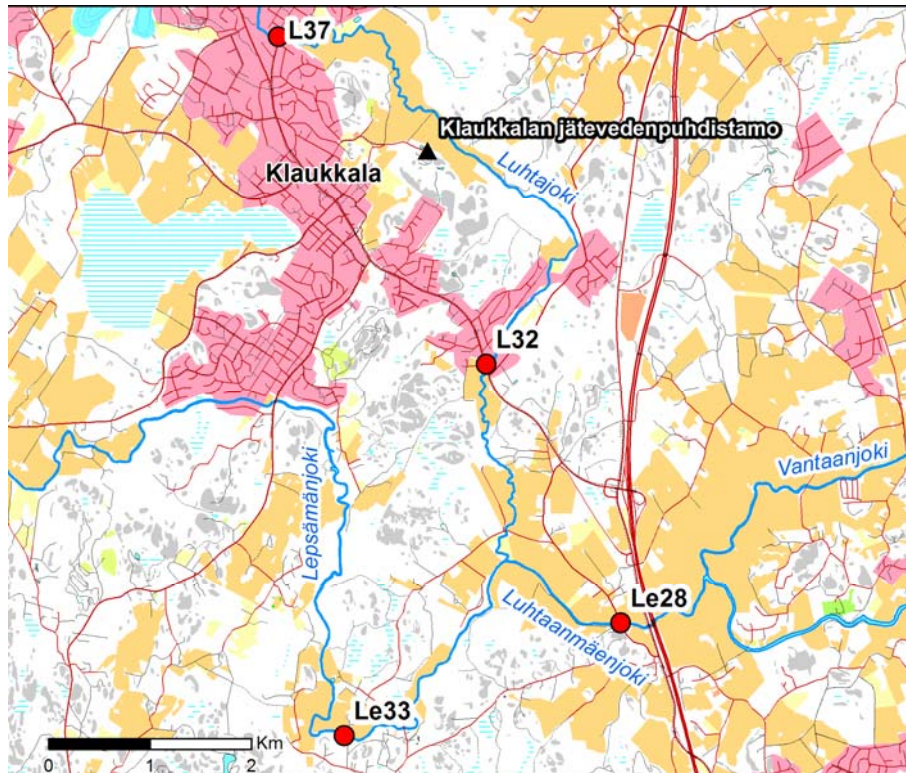 L37
Klaukkalan jätevedenpuhdistamo
Klaukkala
Luhtajoki
L32
Vantaanjoki
Lepsämänjoki
Le28
Luhtaanmäenjoki
Le33
Km
0 1 2